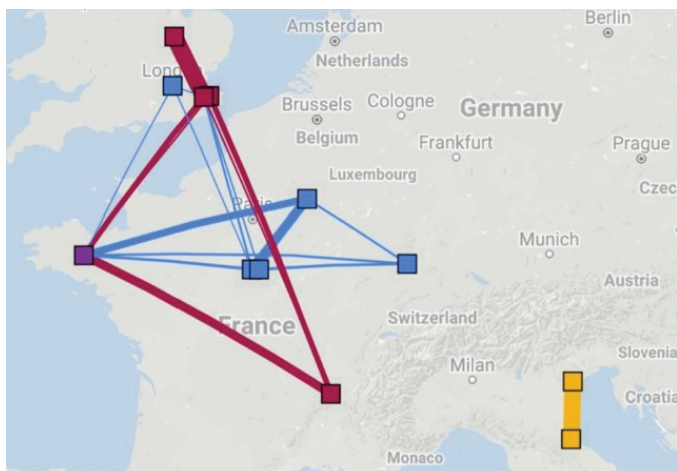 Berlin
Amsterdam
Netherlands
London
Brussels
Cologne
Germany
Belgium
Frankfurt
Prague
Luxembourg
Czec
Paris
Munich
Austria
France
Switzerland
Slovenia
Milan
Croatia
Monaco